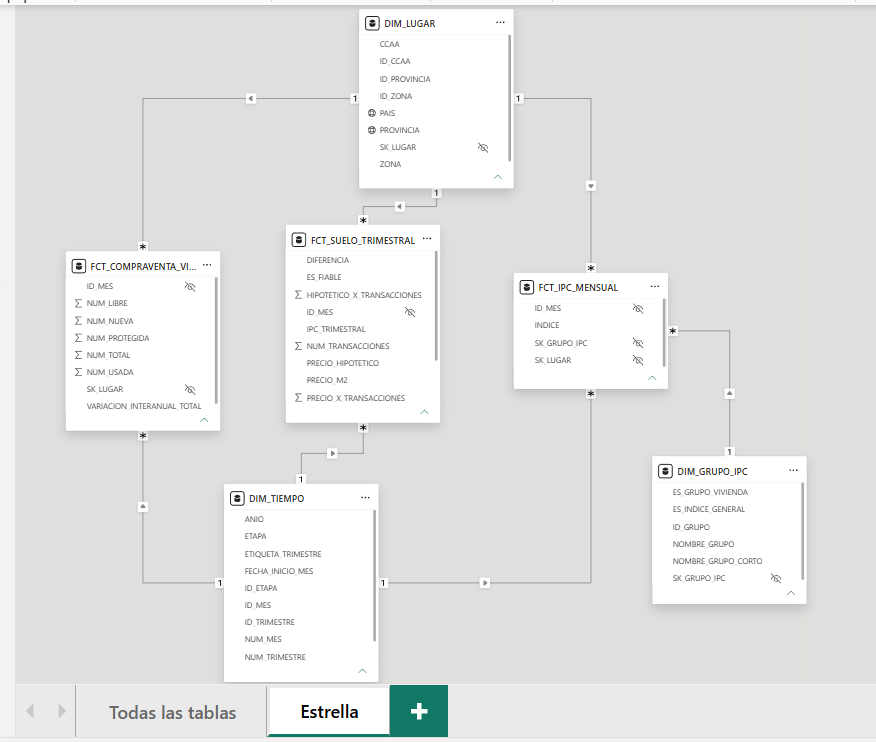 DIM_LUGAR
CCAA
ID_CCAA
ID_PROVINCIA
ID_ZONA
PAIS
PROVINCIA
SK_LUGAR
ZONA
1
1
1
*
*
*
FCT_COMPRAVENTA_VI...
ID_MES
NUM_LIBRE
NUM_NUEVA
NUM_PROTEGIDA
NUM_TOTAL
NUM_USADA
SK_LUGAR
VARIACION_INTERANUAL_TOTAL
*
FCT_SUELO_TRIMESTRAL
DIFERENCIA
ES_FIABLE
HIPOTETICO_X_TRANSACCIONES
ID_MES
IPC_TRIMESTRAL
NUM_TRANSACCIONES
PRECIO_HIPOTETICO
PRECIO_M2
PRECIO_X_TRANSACCIONES
*
FCT_IPC_MENSUAL
ID_MES
INDICE
SK_GRUPO_IPC
SK_LUGAR
*
*
1
DIM_GRUPO_IPC
ES_GRUPO_VIVIENDA
ES_INDICE_GENERAL
ID_GRUPO
NOMBRE_GRUPO
NOMBRE_GRUPO_CORTO
SK_GRUPO_IPC
1
DIM_TIEMPO
ANIO
ETAPA
ETIQUETA_TRIMESTRE
FECHA_INICIO_MES
ID_ETAPA
ID_MES
ID_TRIMESTRE
NUM_MES
NUM_TRIMESTRE
1
1
Todas las tablas
Estrella
+